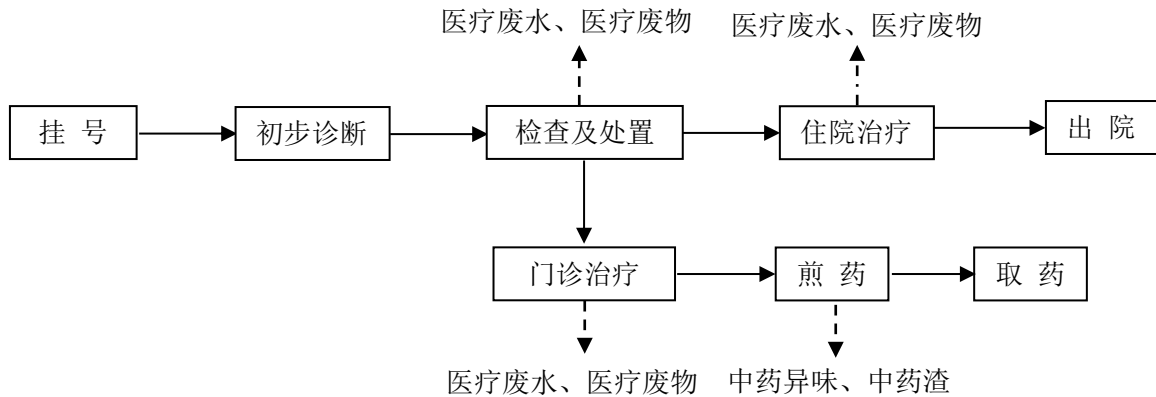 医疗废水、医疗废物
医疗废水、医疗废物
挂 号
初步诊断
检查及处置
住院治疗
出 院
门诊治疗
煎 药
取 药
医疗废水、医疗废物
中药异味、中药渣